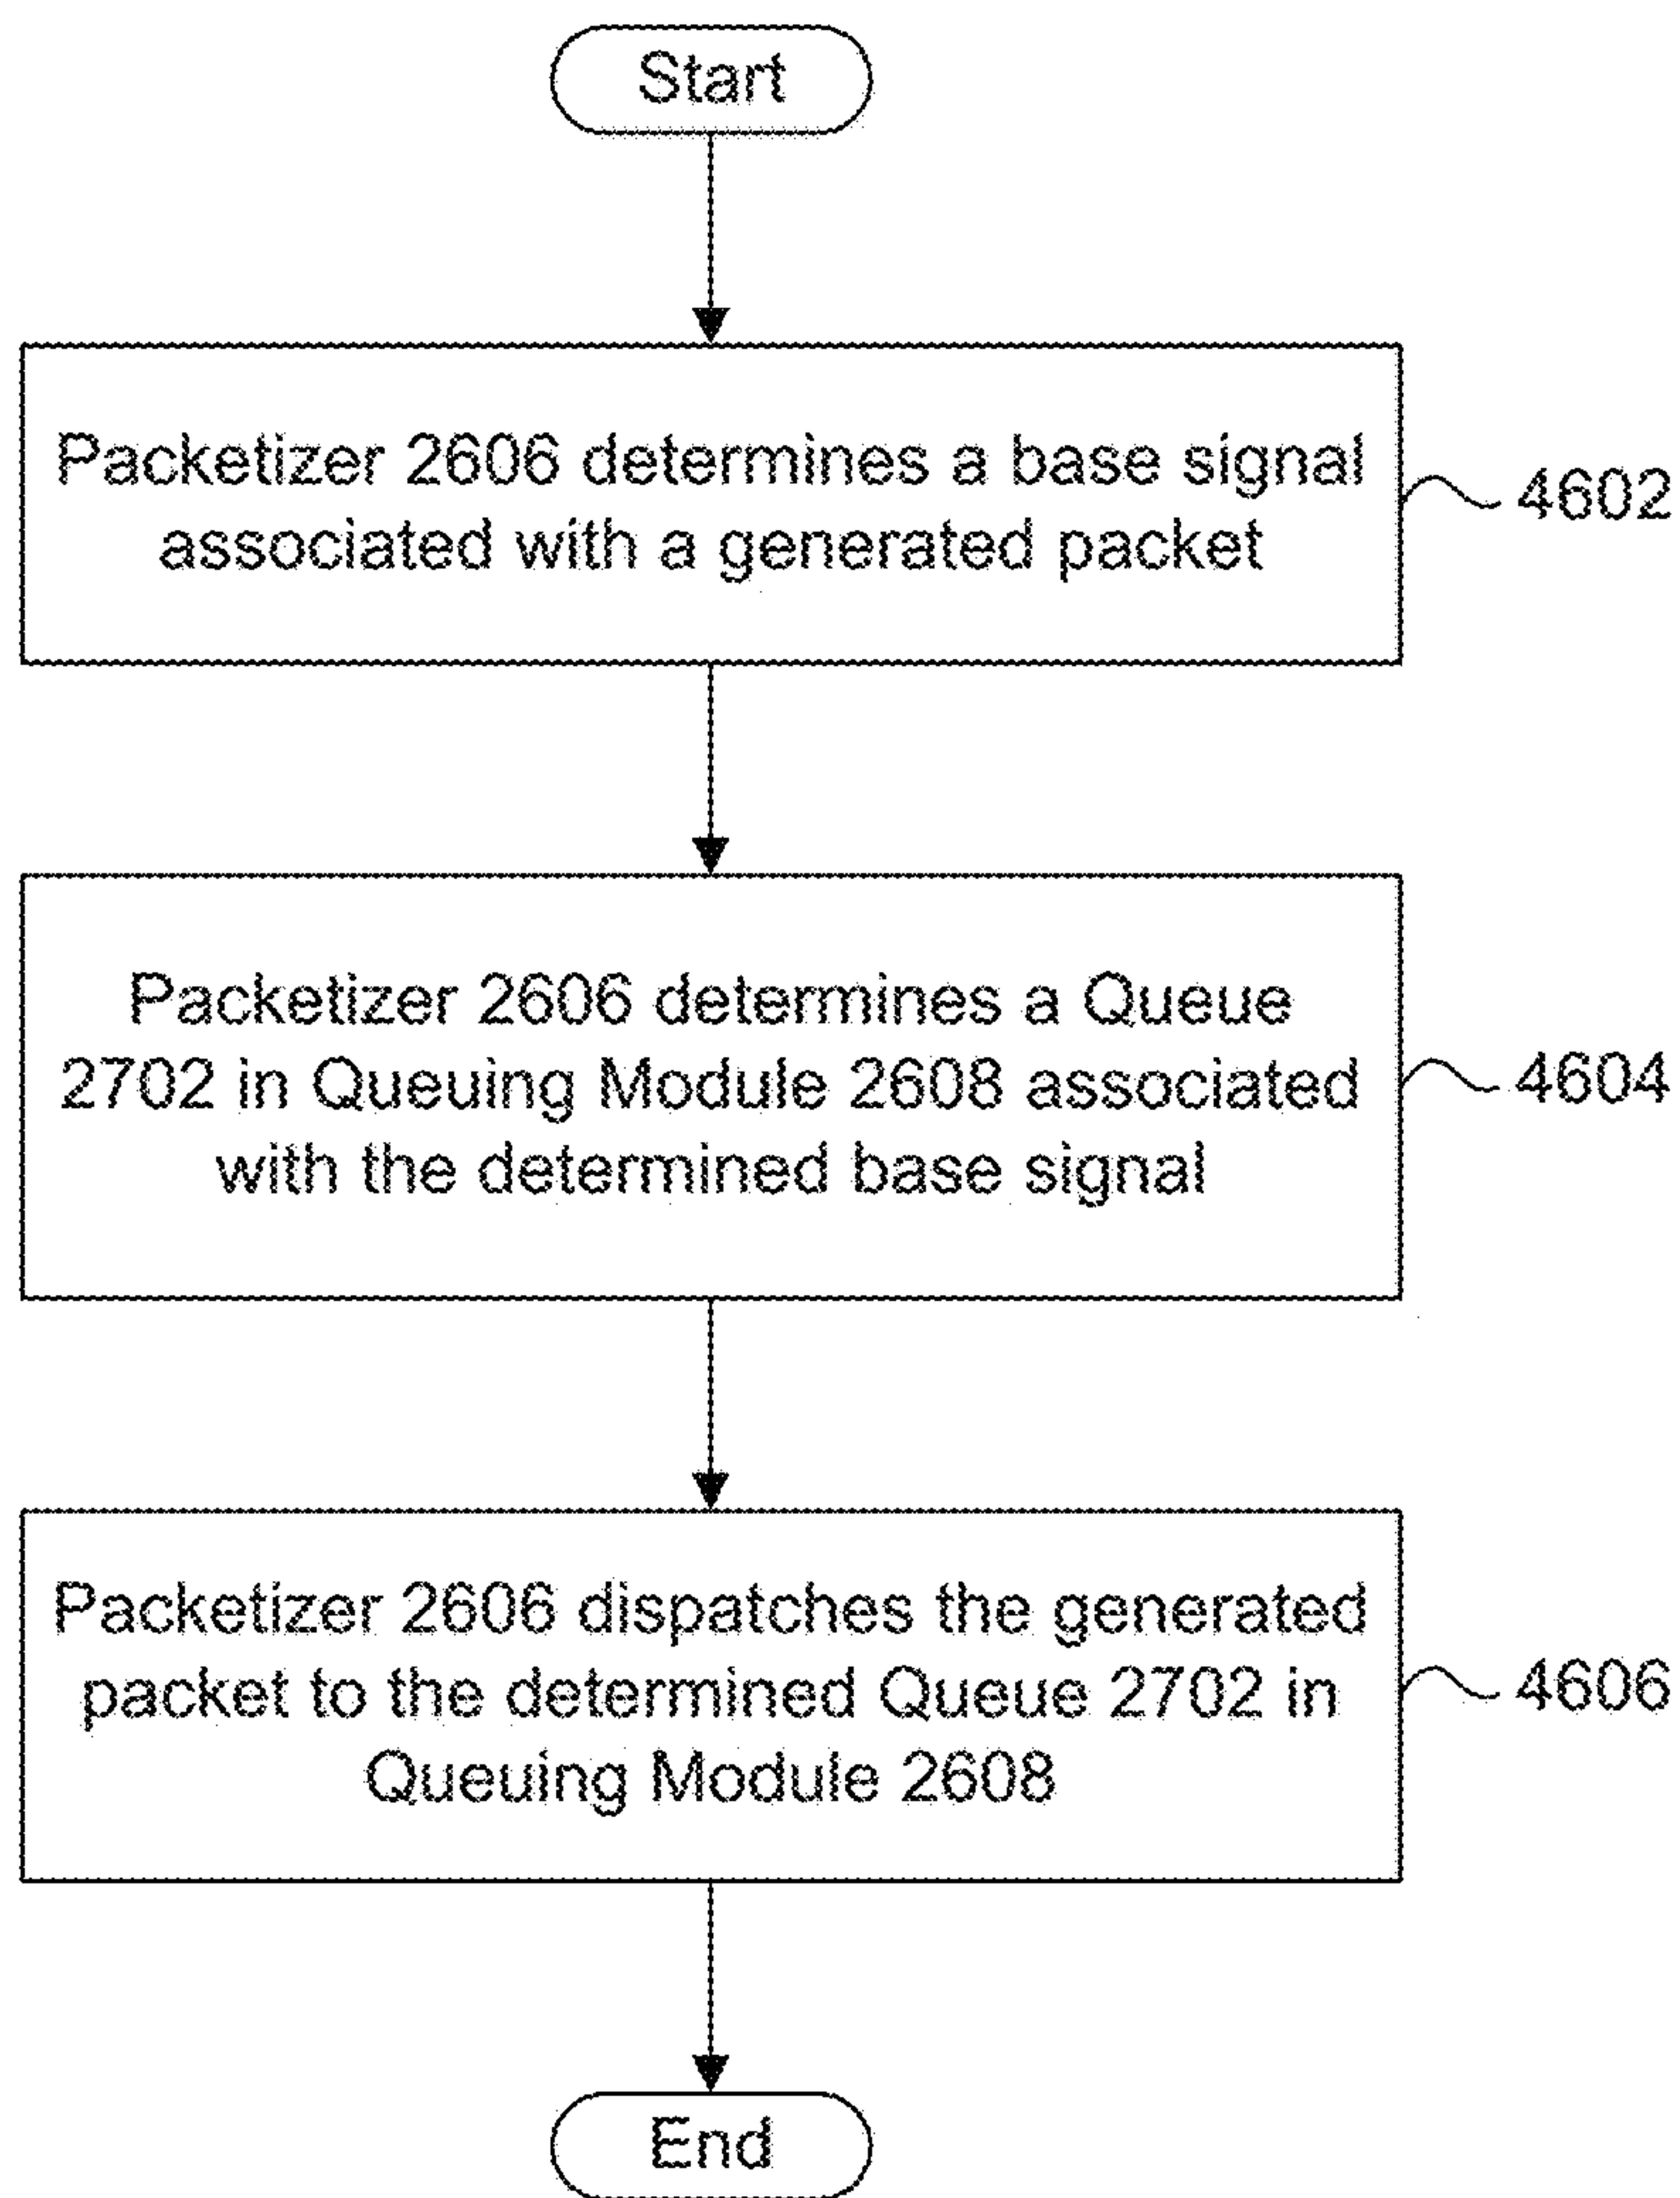 Start
Packetizer 2606 determines a base signal
associated with a generated packet
4602
Packetizer 2606 determines a Queue
2702 in Queuing Module 2608 associated
with the determined base signal
4604
Packetizer 2606 dispatches the generated
packet to the determined Queue 2702 in
Queuing Module 2608
4606
End